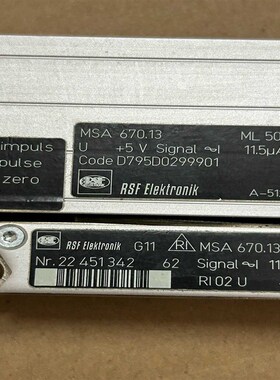 impuls
pulse
zero
MSA 670.13 ML 50
U +5 V Signal ~I 11.5µA
Code D795D0299901
RSF Elektronik A-51
RSF Elektronik G11 RI MSA 670.13
Nr. 22 451 342 62 Signal ~I 11
RI 02 U